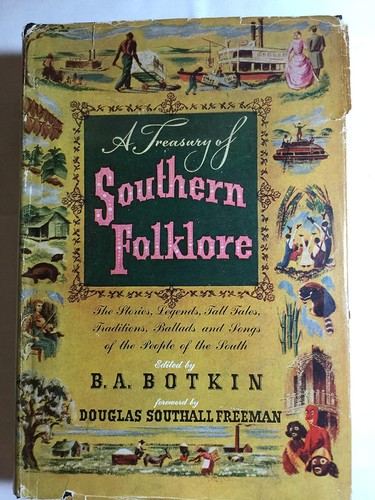 A Treasury of
Southern
Folklore
The Stories, Legends, Tall Tales,
Traditions, Ballads and Songs
of the People of the South
Edited by
B. A. BOTKIN
foreword by
DOUGLAS SOUTHALL FREEMAN